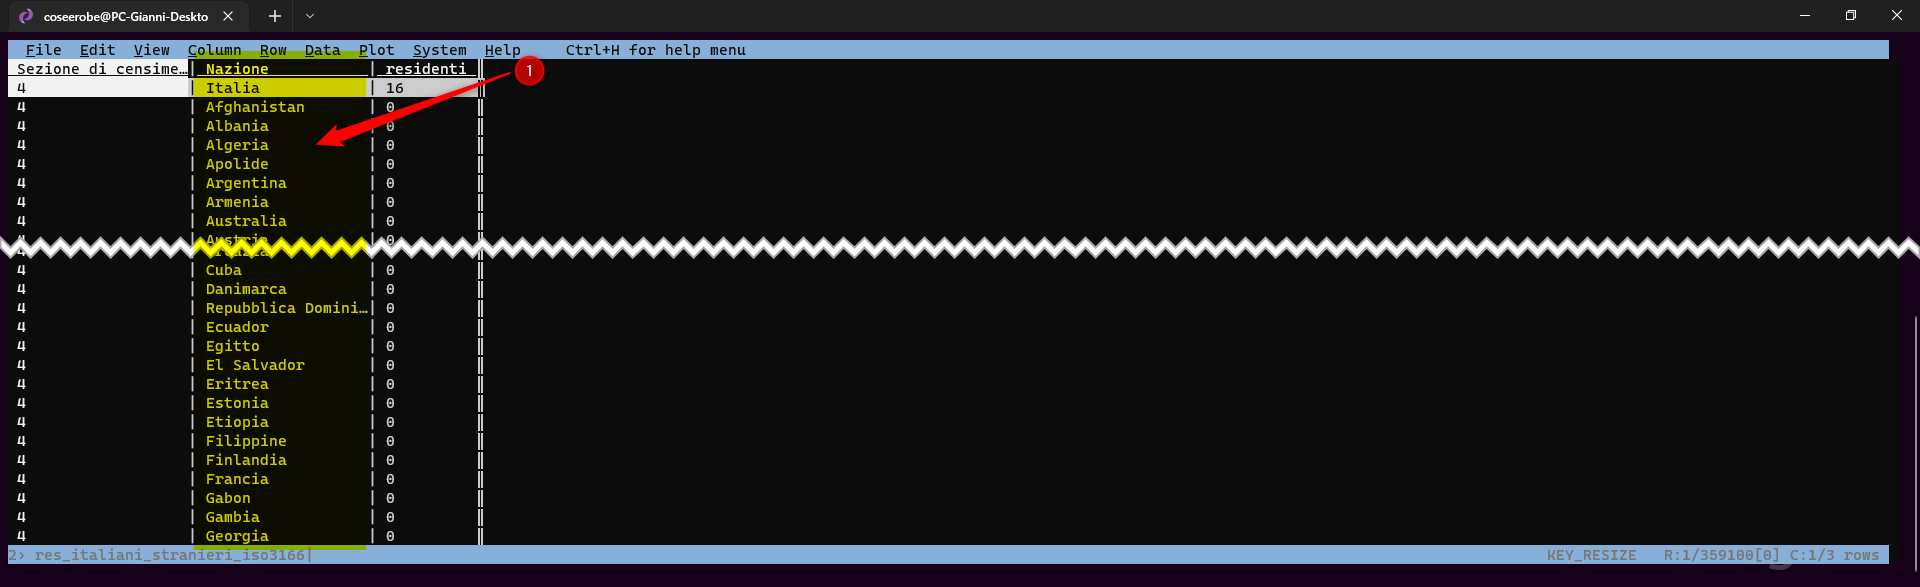 coseerobe@PC-Gianni-Deskto
File Edit View Column Row Data Plot System Help Ctrl+H for help menu
Sezione di censime…| Nazione | residenti
4 | Italia | 16
1
4 | Afghanistan | 0
4 | Albania | 0
4 | Algeria | 0
4 | Apolide | 0
4 | Argentina | 0
4 | Armenia | 0
4 | Australia | 0
4 | Austria | 0
4 | Cuba | 0
4 | Danimarca | 0
4 | Repubblica Domini…| 0
4 | Ecuador | 0
4 | Egitto | 0
4 | El Salvador | 0
4 | Eritrea | 0
4 | Estonia | 0
4 | Etiopia | 0
4 | Filippine | 0
4 | Finlandia | 0
4 | Francia | 0
4 | Gabon | 0
4 | Gambia | 0
4 | Georgia | 0
2› res_italiani_stranieri_iso3166| KEY_RESIZE R:1/359100[0] C:1/3 rows